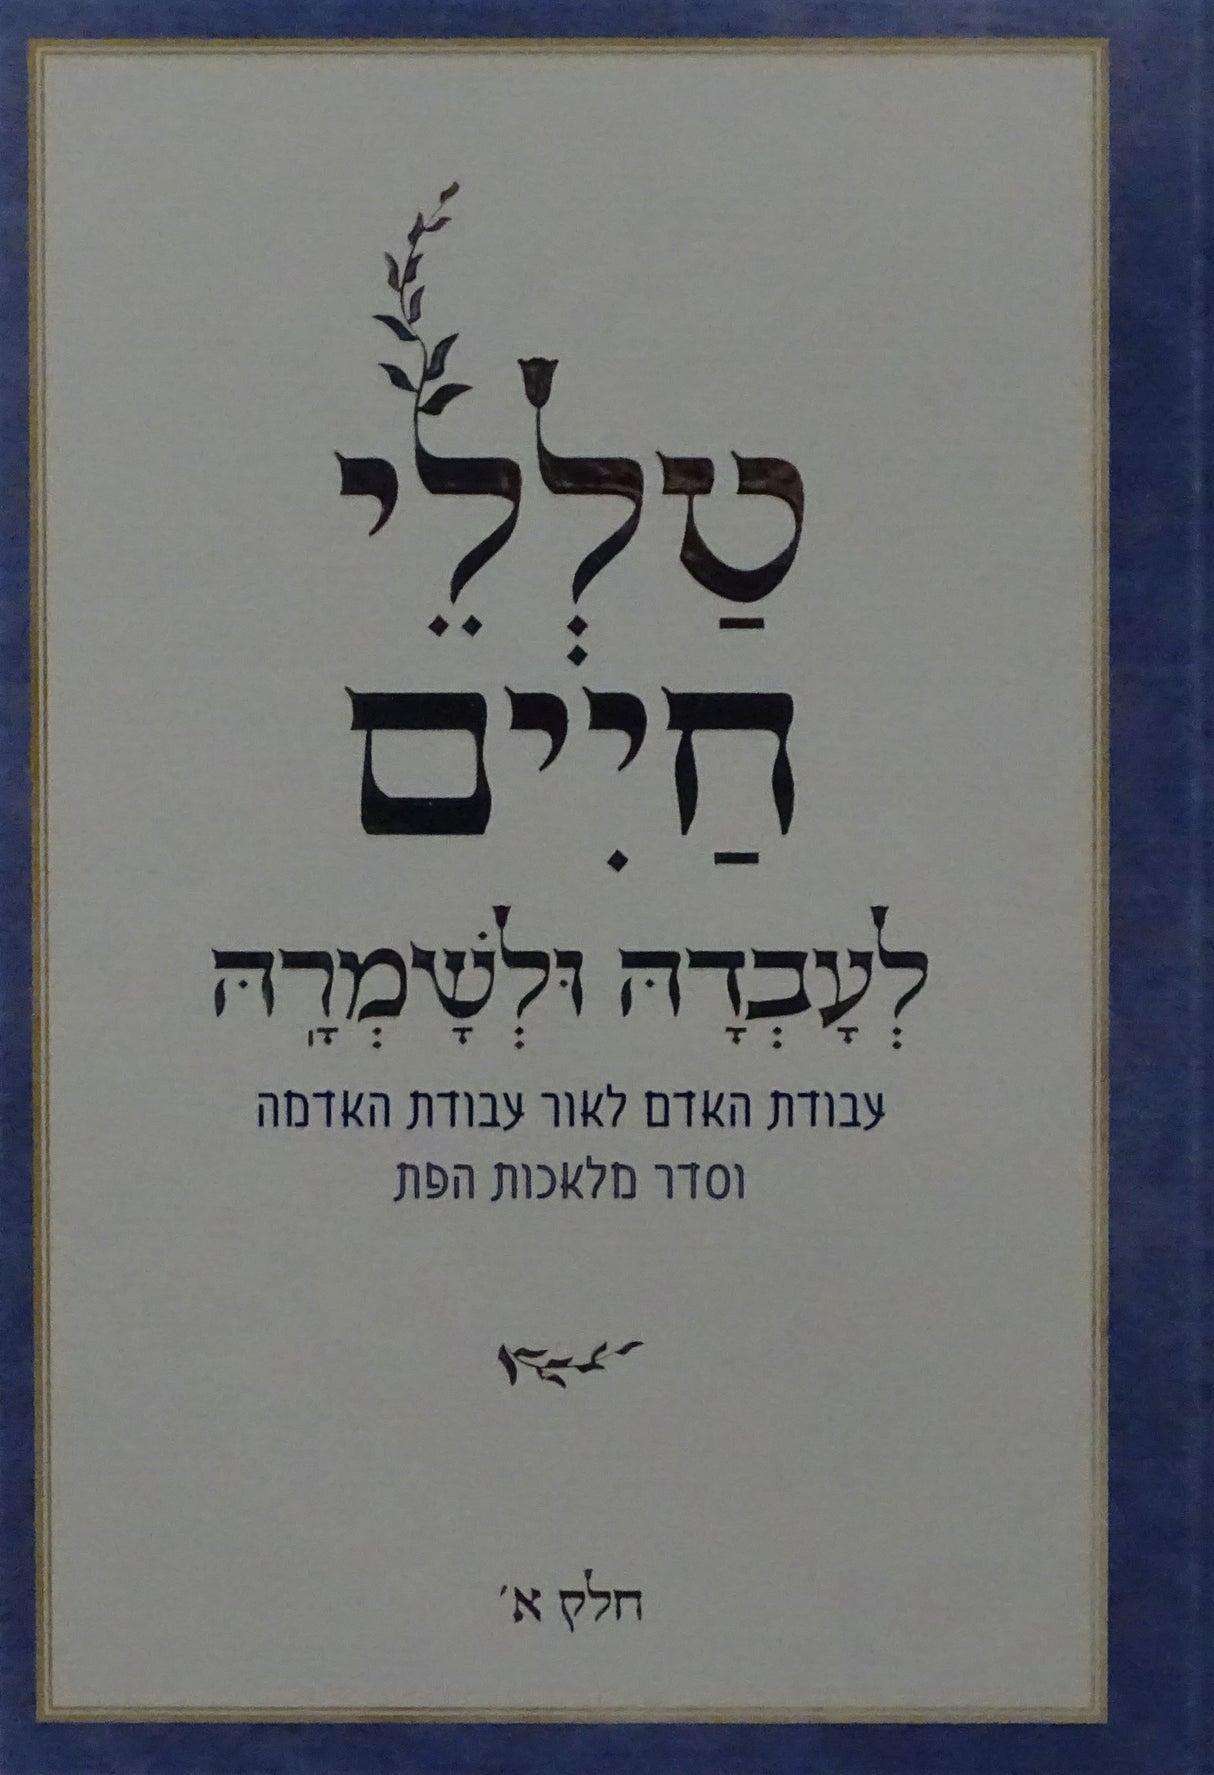 טַלְלֵי
חַיִים
לְעָבְדָהּ וּלְשָׁמְרָהּ
עבודת האדם לאור עבודת האדמה
וסדר מלאכות הפת
חלק א׳